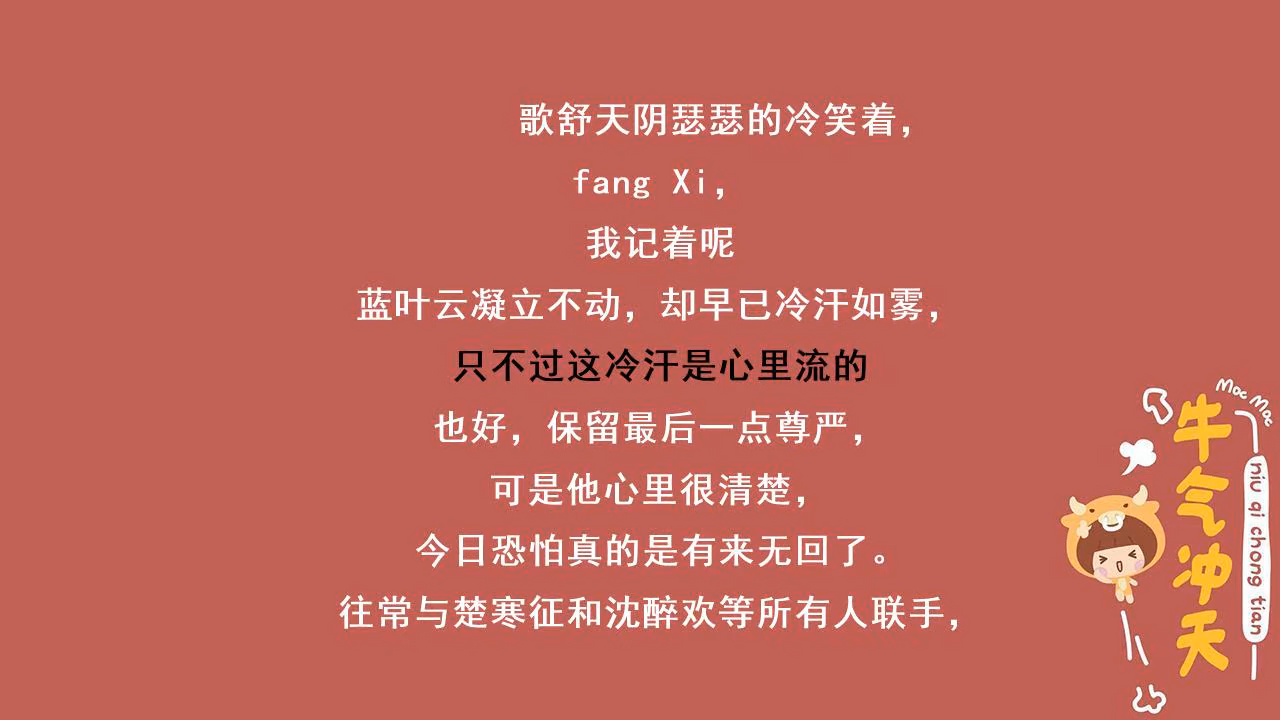 歌舒天阴瑟瑟的冷笑着，
fang Xi，
我记着呢
蓝叶云凝立不动，却早已冷汗如雾，
只不过这冷汗是心里流的
也好，保留最后一点尊严，
可是他心里很清楚，
今日恐怕真的是有来无回了。
往常与楚寒征和沈醉欢等所有人联手，
Moc Moc
牛气冲天
niu qi chong tian